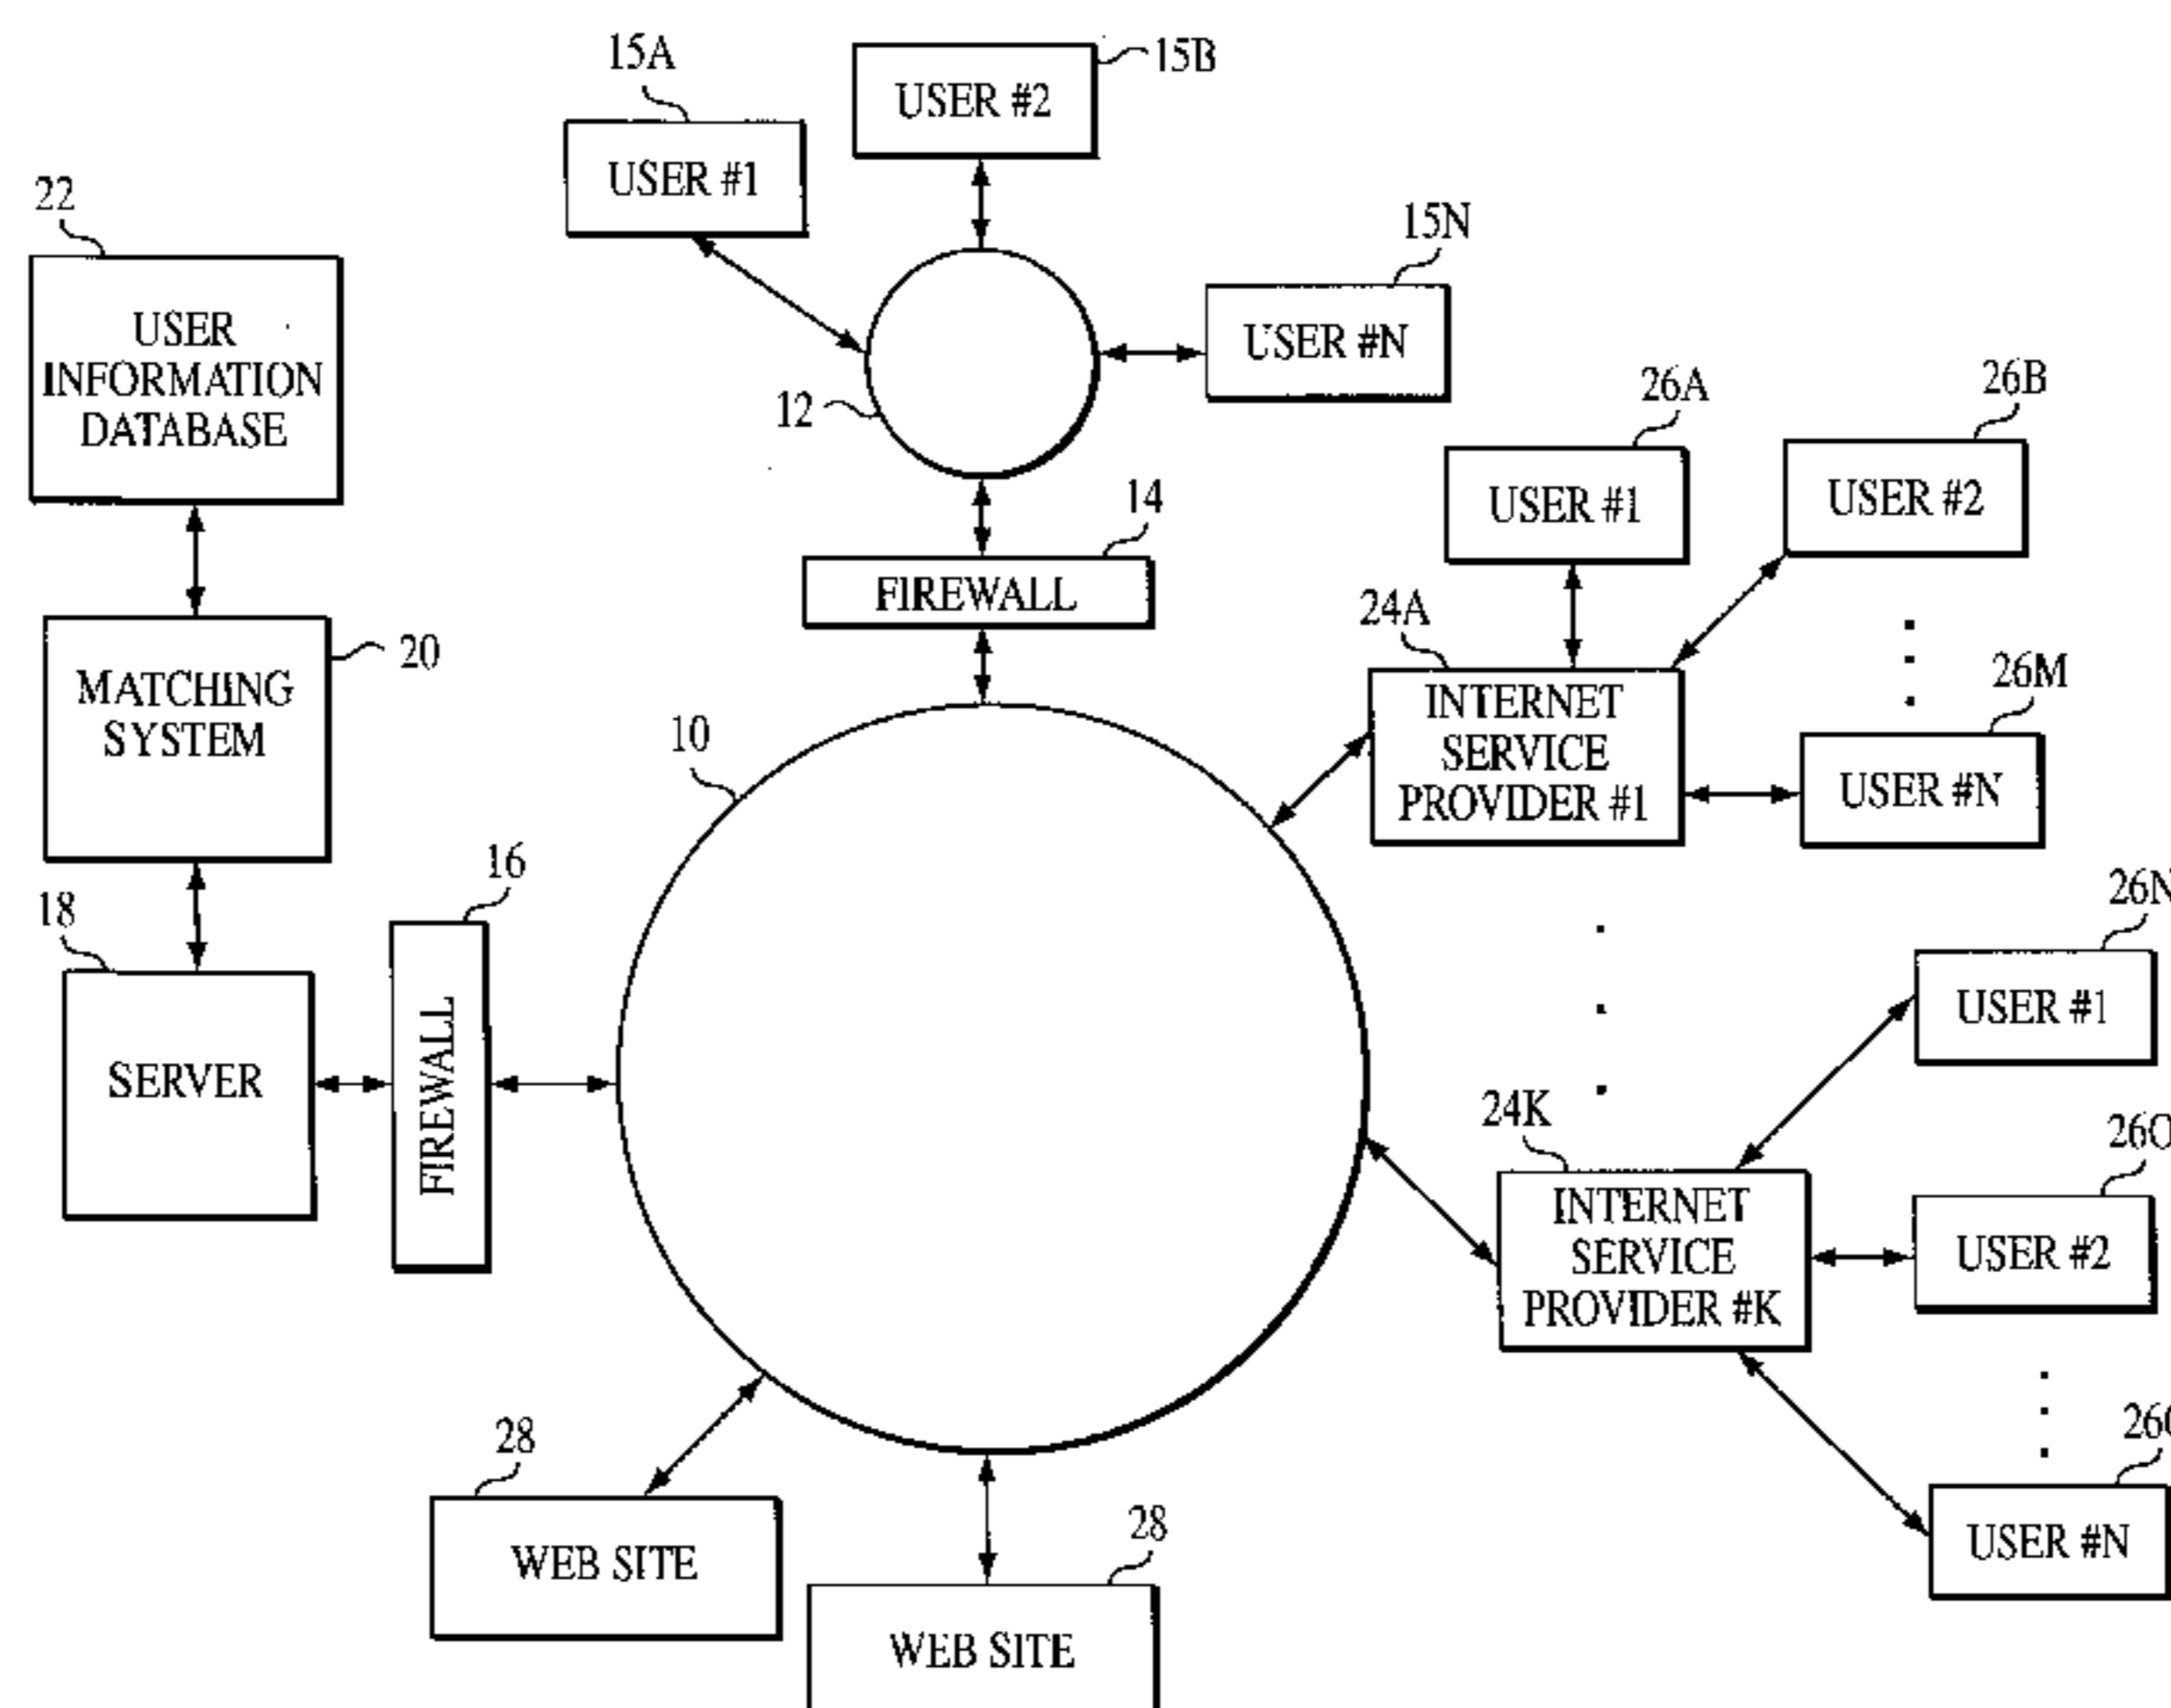 15A
USER #1
USER #2
15B
15N
USER #N
12
22
USER
INFORMATION
DATABASE
14
FIREWALL
26A
USER #1
26B
USER #2
24A
INTERNET
SERVICE
PROVIDER #1
26M
USER #N
20
MATCHING
SYSTEM
10
16
FIREWALL
18
SERVER
26N
USER #1
24K
INTERNET
SERVICE
PROVIDER #K
26O
USER #2
USER #N
28
WEB SITE
28
WEB SITE